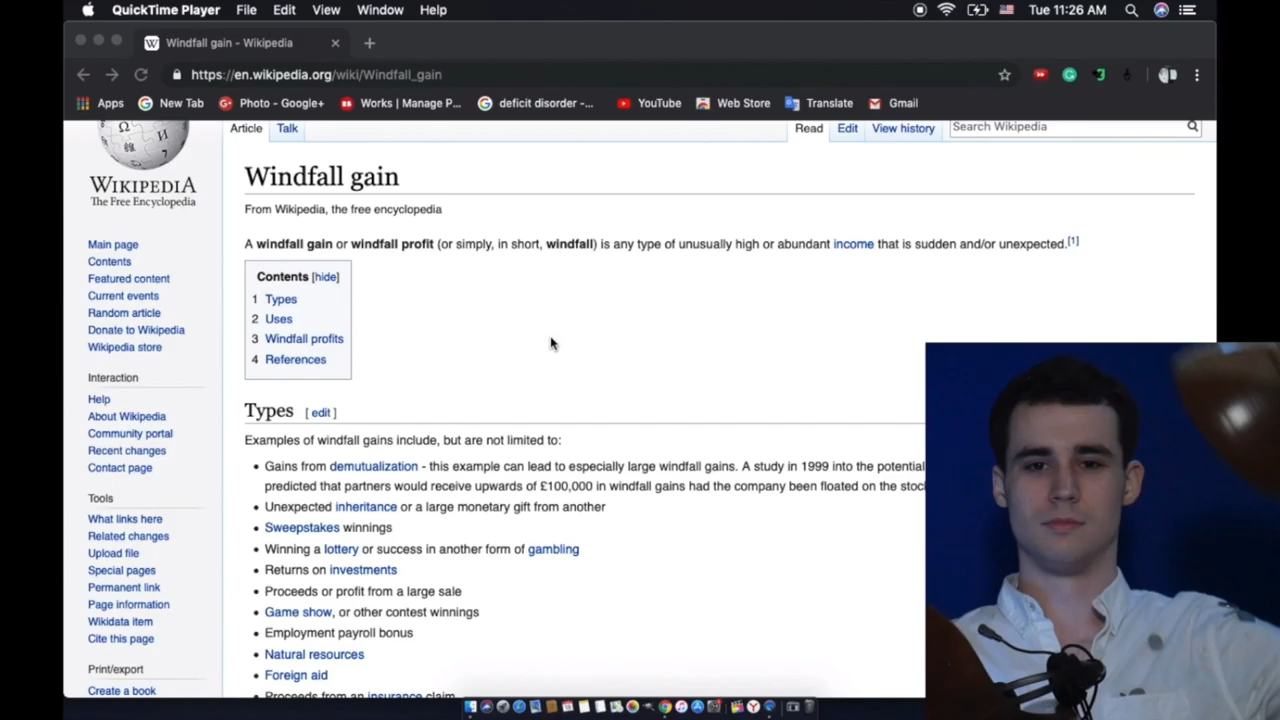 QuickTime Player File Edit View Window Help Tue 11:26 AM
Windfall gain - Wikipedia
https://en.wikipedia.org/wiki/Windfall_gain
Apps New Tab Photo - Google+ Works | Manage P... deficit disorder -... YouTube Web Store Translate Gmail
Article Talk Read Edit View history Search Wikipedia
WIKIPEDIA
The Free Encyclopedia
Main page
Contents
Featured content
Current events
Random article
Donate to Wikipedia
Wikipedia store
Interaction
Help
About Wikipedia
Community portal
Recent changes
Contact page
Tools
What links here
Related changes
Upload file
Special pages
Permanent link
Page information
Wikidata item
Cite this page
Print/export
Create a book
Windfall gain
From Wikipedia, the free encyclopedia
A windfall gain or windfall profit (or simply, in short, windfall) is any type of unusually high or abundant income that is sudden and/or unexpected.[1]
Contents [hide]
1 Types
2 Uses
3 Windfall profits
4 References
Types [ edit ]
Examples of windfall gains include, but are not limited to:
• Gains from demutualization - this example can lead to especially large windfall gains. A study in 1999 into the potential
predicted that partners would receive upwards of £100,000 in windfall gains had the company been floated on the stoc
• Unexpected inheritance or a large monetary gift from another
• Sweepstakes winnings
• Winning a lottery or success in another form of gambling
• Returns on investments
• Proceeds or profit from a large sale
• Game show, or other contest winnings
• Employment payroll bonus
• Natural resources
• Foreign aid
• Proceeds from an insurance claim